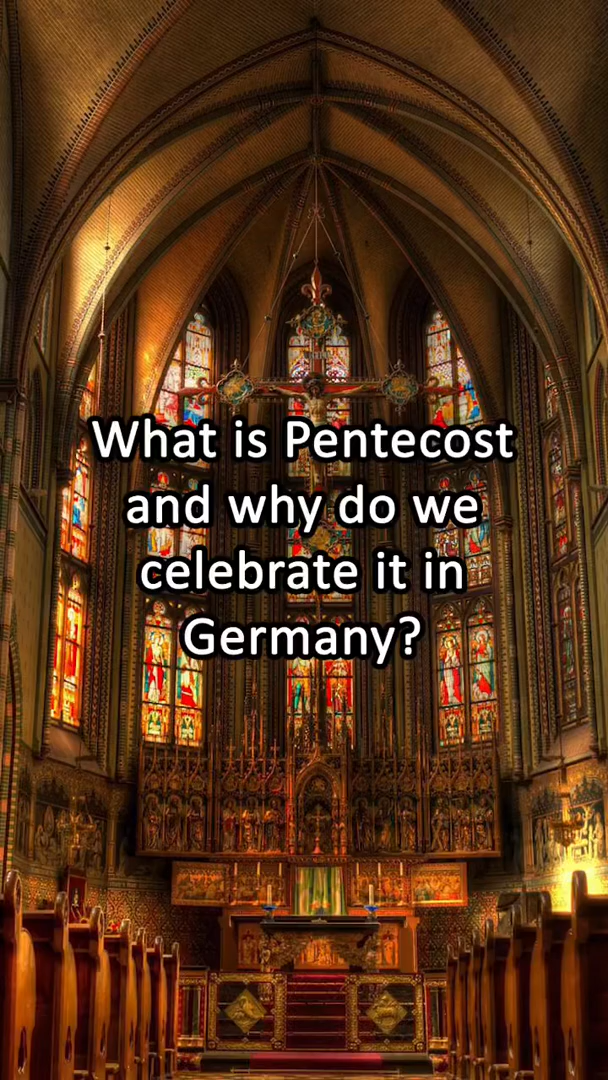 What is Pentecost
and why do we
celebrate it in
Germany?